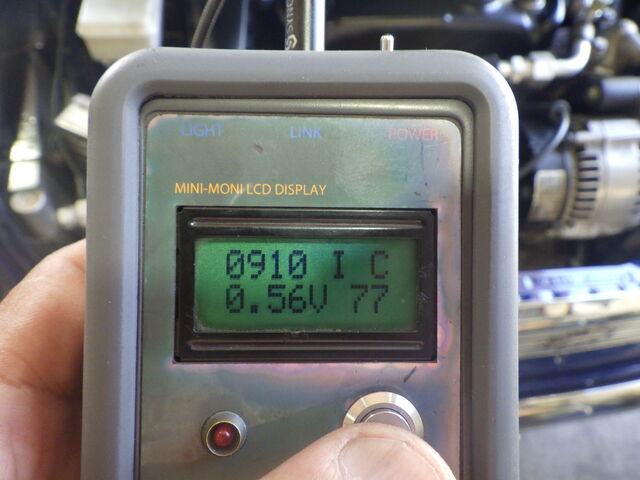 LIGHT LINK POWER
MINI-MONI LCD DISPLAY
0910 I C
0.56V 77